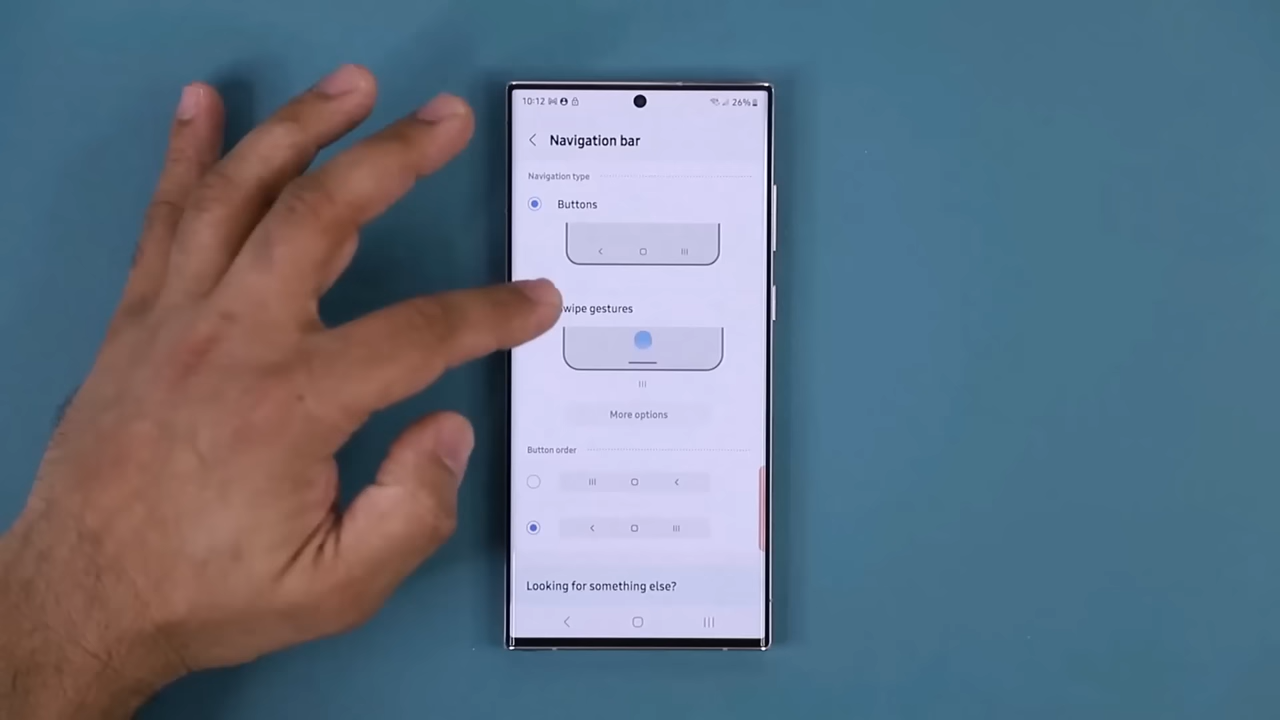 10:12
26%
Navigation bar
Navigation type
Buttons
wipe gestures
More options
Button order
Looking for something else?